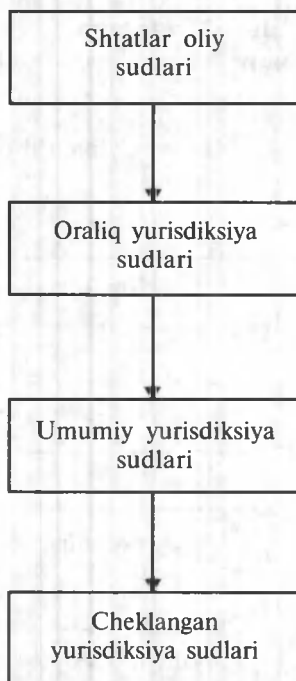 Shtatlar oliy
sudlari
Oraliq yurisdiksiya
sudlari
Umumiy yurisdiksiya
sudlari
Cheklangan
yurisdiksiya sudlari